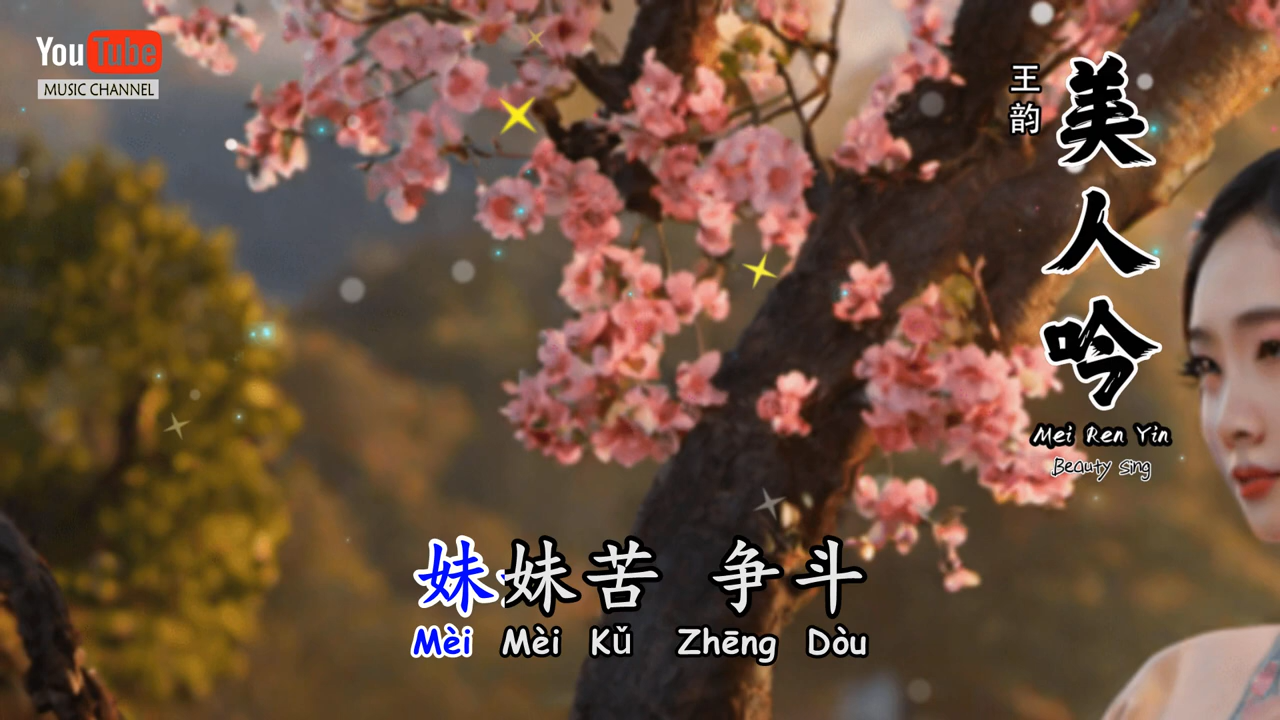 YouTube
MUSIC CHANNEL
王韵
美人吟
Mei Ren Yin
Beauty Sing
妹妹苦 争斗
Mèi Mèi Kǔ Zhēng Dòu